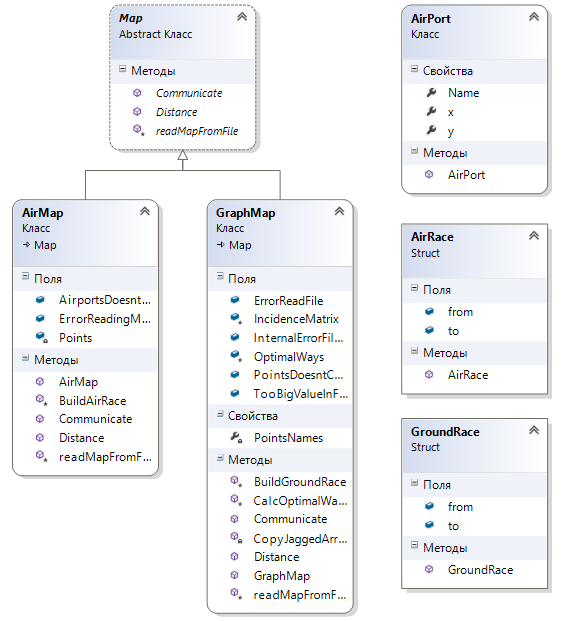 Map
Abstract Класс
Методы
Communicate
Distance
readMapFromFile
AirMap
Класс
Map
Поля
AirportsDoesnt...
ErrorReadingM...
Points
Методы
AirMap
BuildAirRace
Communicate
Distance
readMapFromF...
GraphMap
Класс
Map
Поля
ErrorReadFile
IncidenceMatrix
InternalErrorFil...
OptimalWays
PointsDoesntC...
TooBigValueInF...
Свойства
PointsNames
Методы
BuildGroundRace
CalcOptimalWa...
Communicate
CopyJaggedArr...
Distance
GraphMap
readMapFromF...
AirPort
Класс
Свойства
Name
x
y
Методы
AirPort
AirRace
Struct
Поля
from
to
Методы
AirRace
GroundRace
Struct
Поля
from
to
Методы
GroundRace